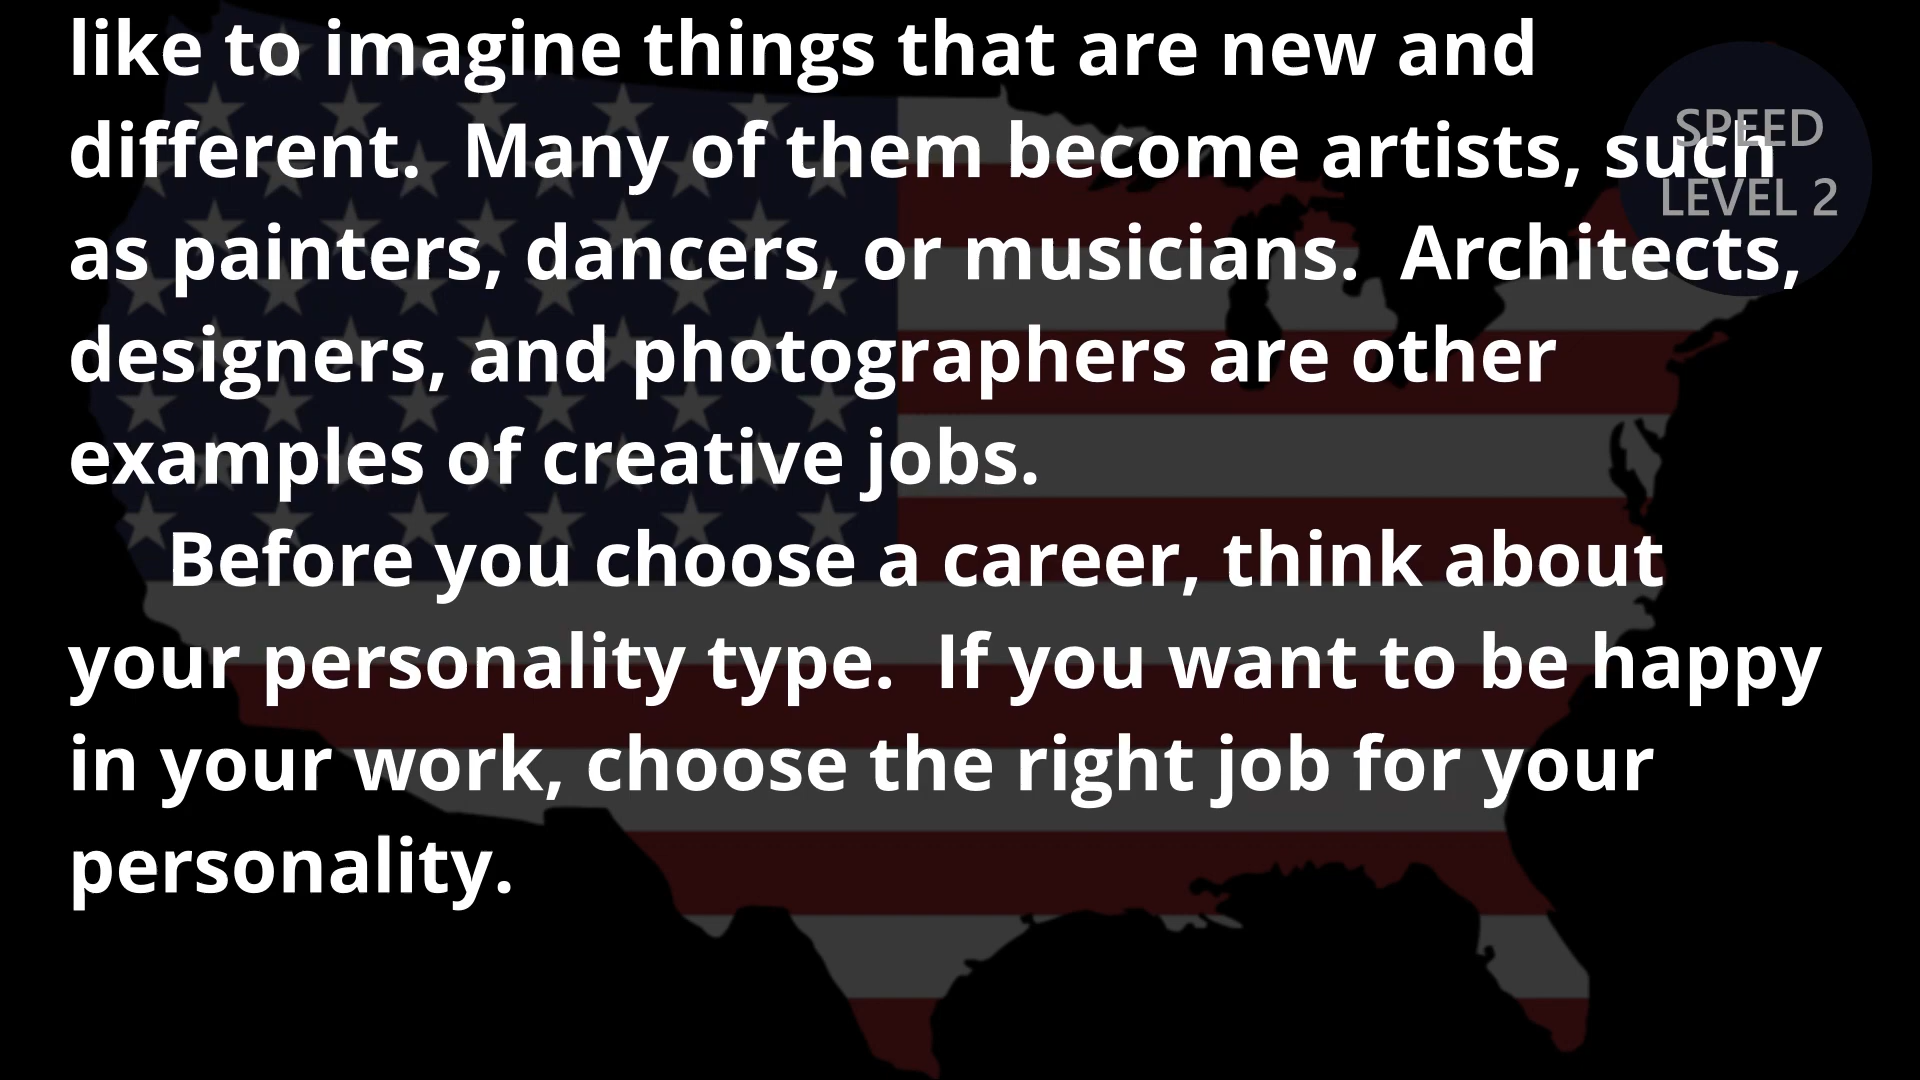 like to imagine things that are new and
different.  Many of them become artists, such
as painters, dancers, or musicians.  Architects,
designers, and photographers are other
examples of creative jobs.
Before you choose a career, think about
your personality type.  If you want to be happy
in your work, choose the right job for your
personality.
SPEED
LEVEL 2